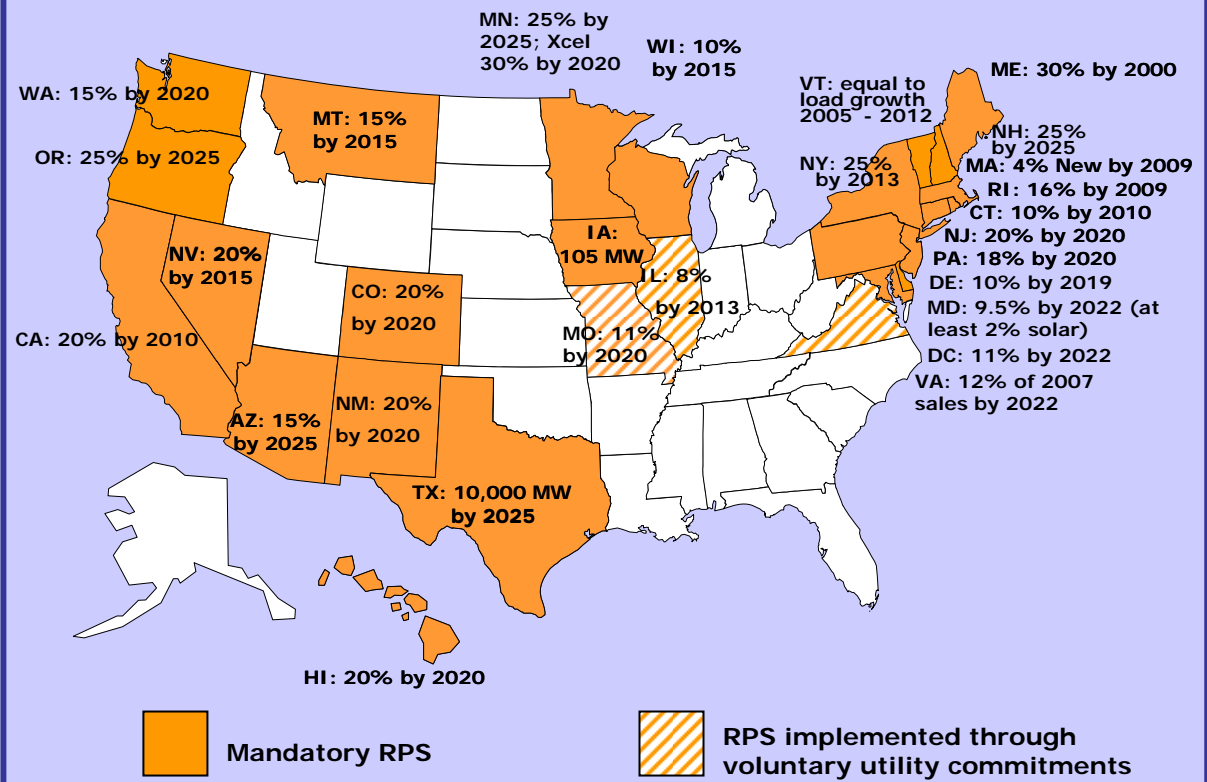 MN: 25% by
2025; Xcel
30% by 2020
WI: 10%
by 2015
ME: 30% by 2000
VT: equal to
load growth
2005 - 2012
WA: 15% by 2020
MT: 15%
by 2015
NH: 25%
by 2025
OR: 25% by 2025
NY: 25%
by 2013
MA: 4% New by 2009
RI: 16% by 2009
CT: 10% by 2010
NJ: 20% by 2020
PA: 18% by 2020
DE: 10% by 2019
MD: 9.5% by 2022 (at
least 2% solar)
DC: 11% by 2022
VA: 12% of 2007
sales by 2022
IA:
105 MW
NV: 20%
by 2015
IL: 8%
by 2013
CO: 20%
by 2020
MO: 11%
by 2020
CA: 20% by 2010
AZ: 15%
by 2025
NM: 20%
by 2020
TX: 10,000 MW
by 2025
HI: 20% by 2020
Mandatory RPS
RPS implemented through
voluntary utility commitments